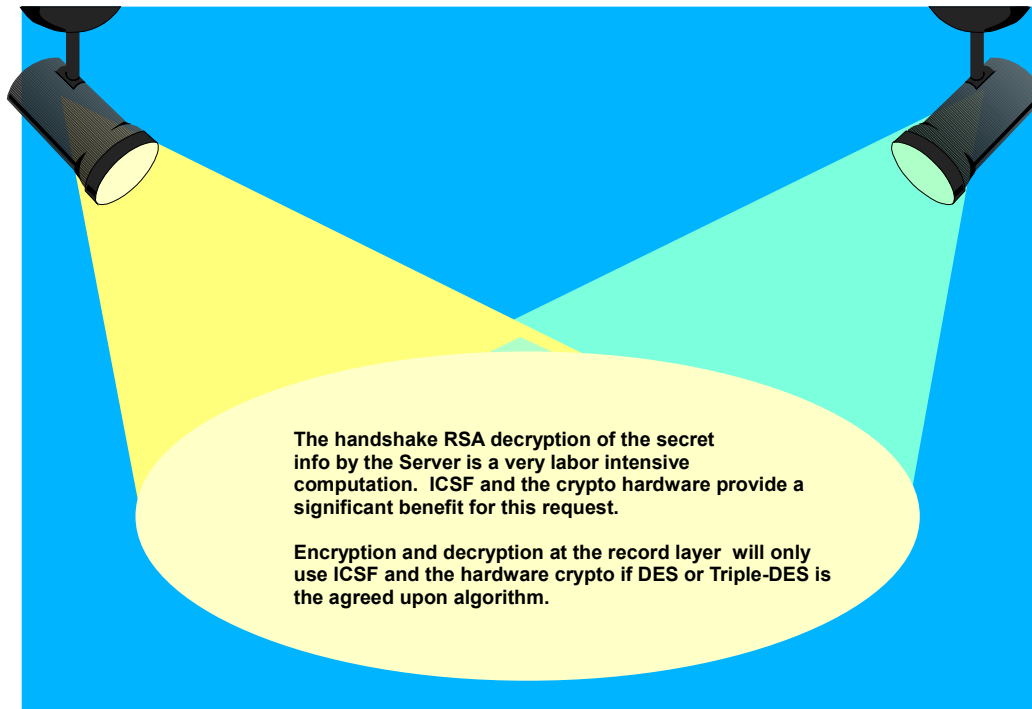 The handshake RSA decryption of the secret
info by the Server is a very labor intensive
computation.  ICSF and the crypto hardware provide a
significant benefit for this request.
Encryption and decryption at the record layer  will only
use ICSF and the hardware crypto if DES or Triple-DES is
the agreed upon algorithm.